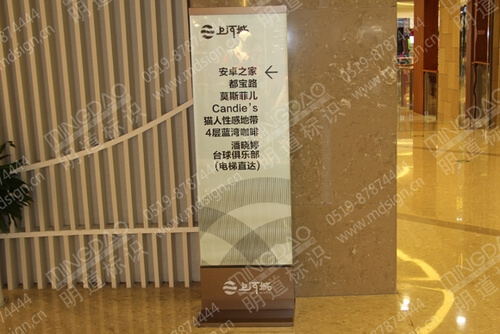 上河城
安卓之家 ←
都宝路
莫斯菲儿
Candie's
猫人性感地带
4层蓝湾咖啡
潘晓婷
台球俱乐部
(电梯直达)
上河城
MINGDAO
明道标识
0519-87874444
www.mdsign.cn